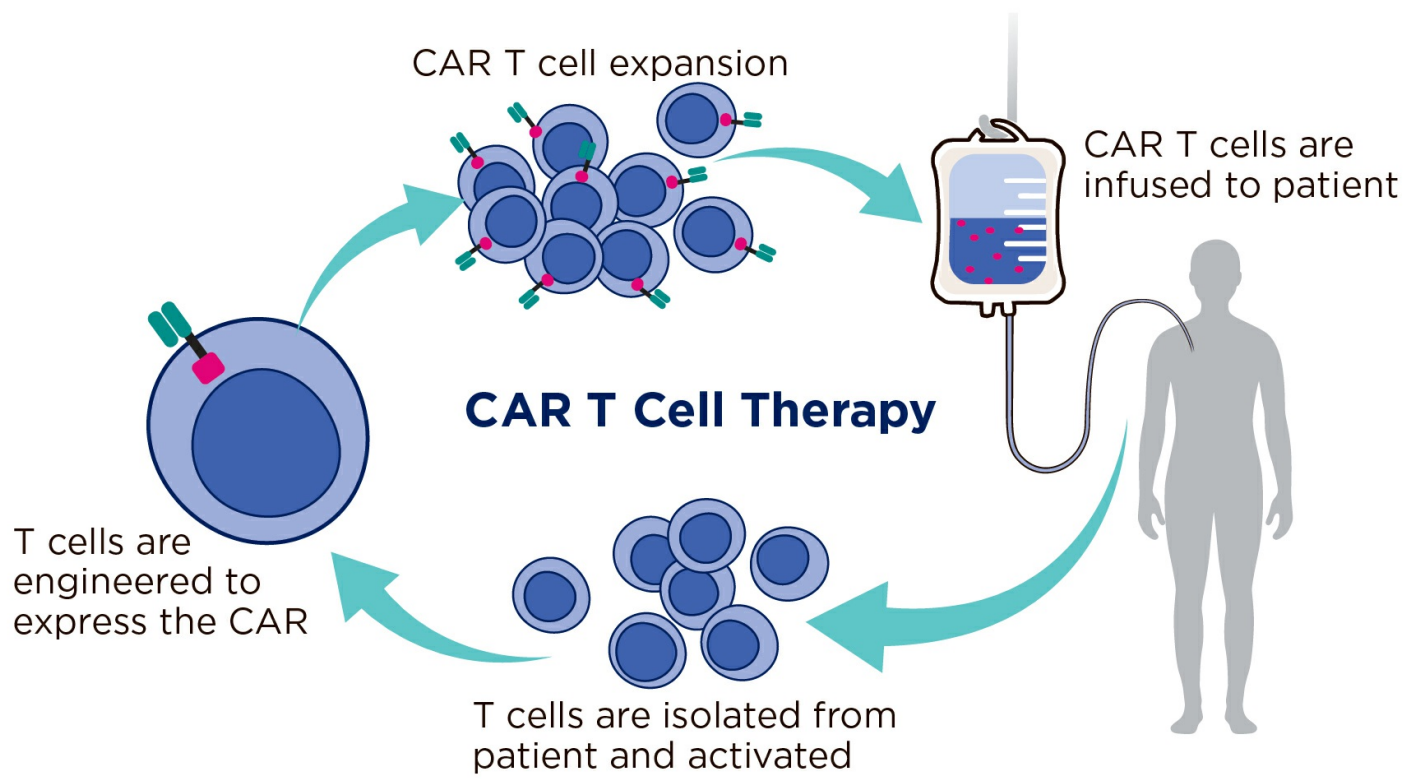 CAR T cell expansion
CAR T cells are
infused to patient
CAR T Cell Therapy
T cells are
engineered to
express the CAR
T cells are isolated from
patient and activated